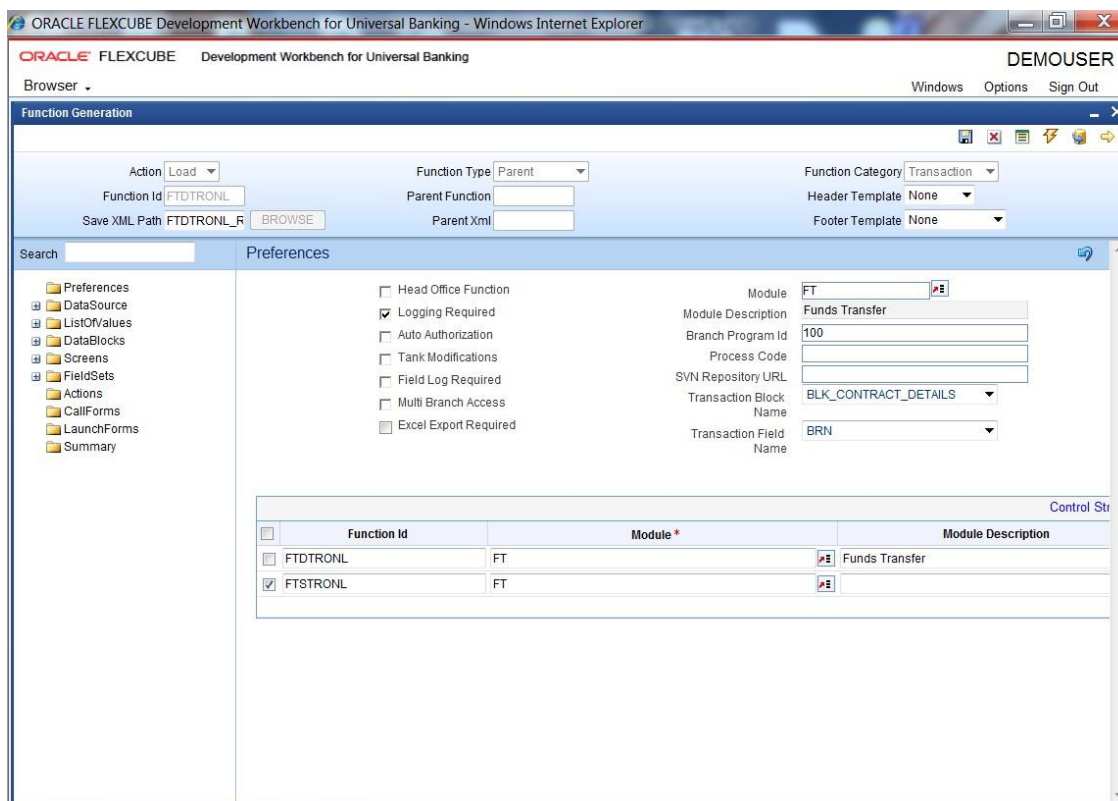 ORACLE FLEXCUBE Development Workbench for Universal Banking - Windows Internet Explorer
ORACLE FLEXCUBE Development Workbench for Universal Banking
DEMOUSER
Browser
Windows Options Sign Out
Function Generation
Action Load
Function Type Parent
Function Category Transaction
Function Id FTDTRONL
Parent Function
Header Template None
Save XML Path FTDTRONL_R BROWSE
Parent Xml
Footer Template None
Search
Preferences
Preferences
DataSource
ListOfValues
DataBlocks
Screens
FieldSets
Actions
CallForms
LaunchForms
Summary
Head Office Function
Logging Required
Auto Authorization
Tank Modifications
Field Log Required
Multi Branch Access
Excel Export Required
Module FT
Module Description Funds Transfer
Branch Program Id 100
Process Code
SVN Repository URL
Transaction Block Name BLK_CONTRACT_DETAILS
Transaction Field Name BRN
Control Str
Function Id Module * Module Description
FTDTRONL FT Funds Transfer
FTSTRONL FT